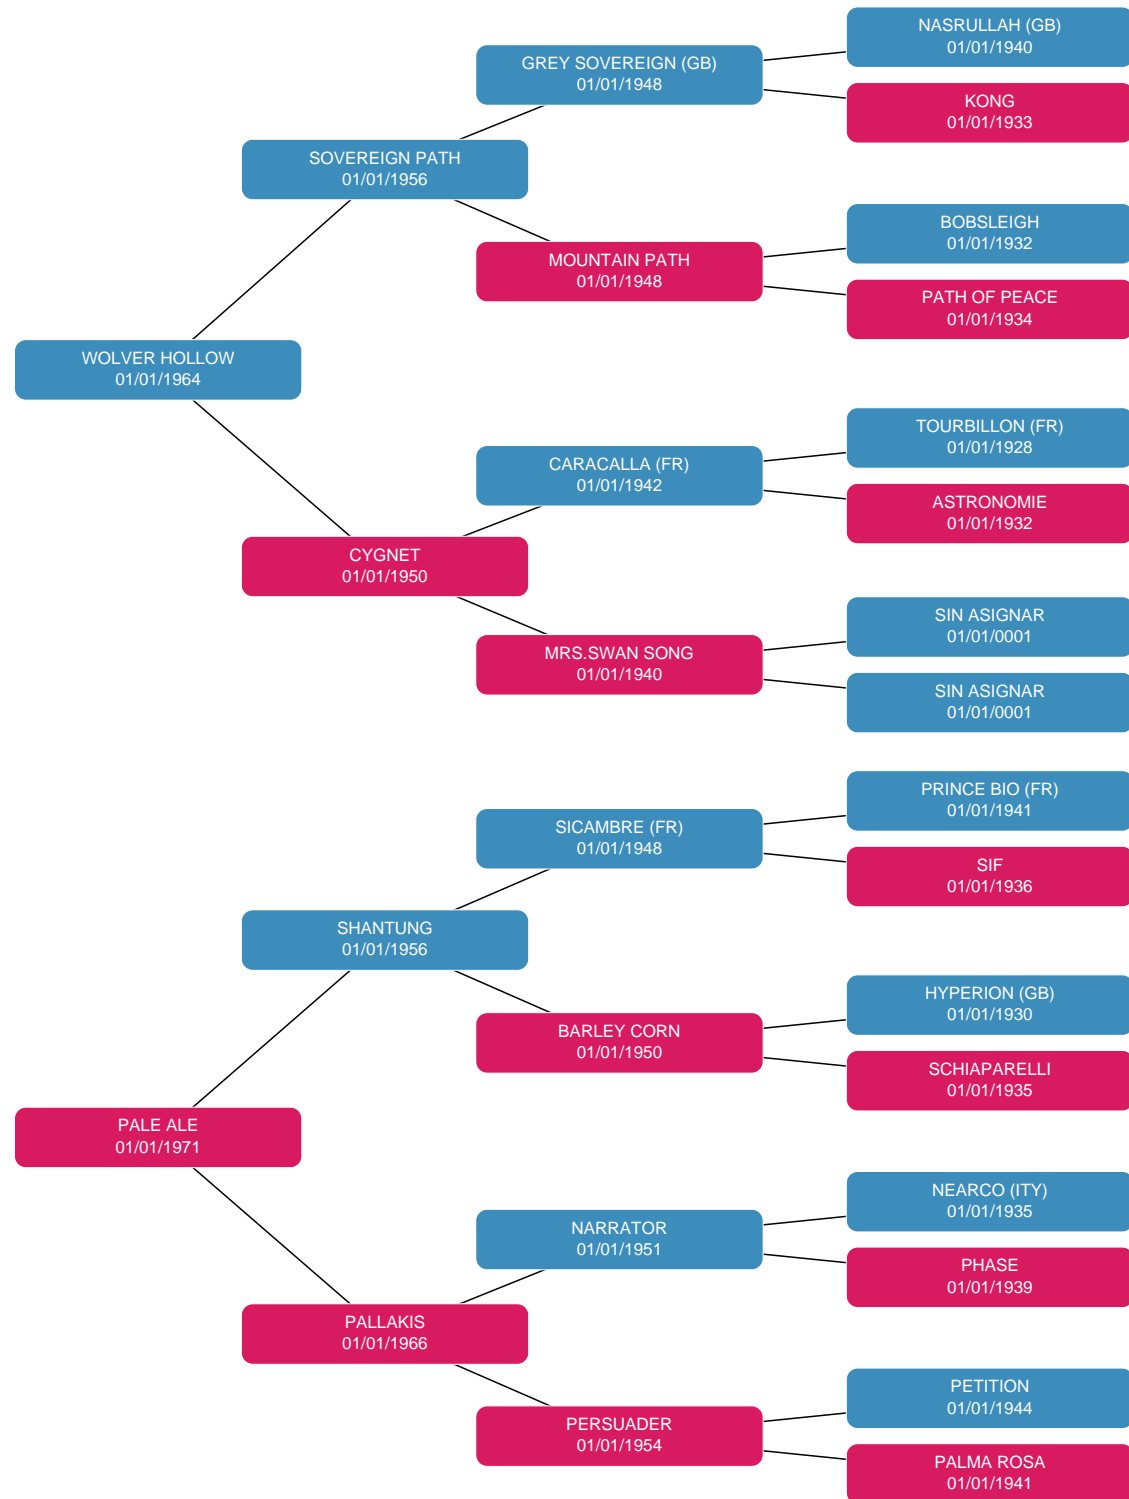 NASRULLAH (GB)
01/01/1940
GREY SOVEREIGN (GB)
01/01/1948
KONG
01/01/1933
SOVEREIGN PATH
01/01/1956
BOBSLEIGH
01/01/1932
MOUNTAIN PATH
01/01/1948
PATH OF PEACE
01/01/1934
WOLVER HOLLOW
01/01/1964
TOURBILLON (FR)
01/01/1928
CARACALLA (FR)
01/01/1942
ASTRONOMIE
01/01/1932
CYGNET
01/01/1950
SIN ASIGNAR
01/01/0001
MRS.SWAN SONG
01/01/1940
SIN ASIGNAR
01/01/0001
PRINCE BIO (FR)
01/01/1941
SICAMBRE (FR)
01/01/1948
SIF
01/01/1936
SHANTUNG
01/01/1956
HYPERION (GB)
01/01/1930
BARLEY CORN
01/01/1950
SCHIAPARELLI
01/01/1935
PALE ALE
01/01/1971
NEARCO (ITY)
01/01/1935
NARRATOR
01/01/1951
PHASE
01/01/1939
PALLAKIS
01/01/1966
PETITION
01/01/1944
PERSUADER
01/01/1954
PALMA ROSA
01/01/1941